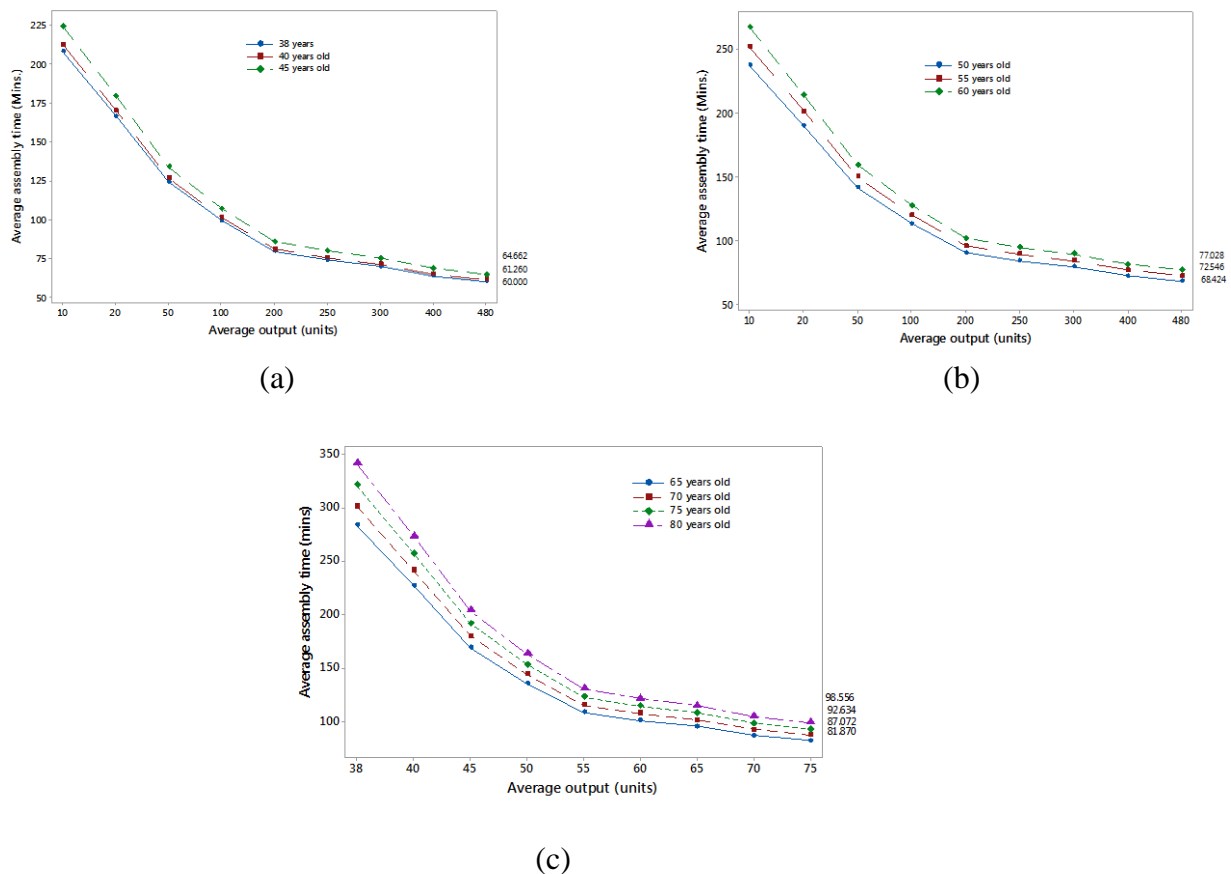 225
200
175
150
125
100
75
50
Average assembly time (Mins.)
38 years
40 years old
45 years old
64.662
61.260
60.000
10 20 50 100 200 250 300 400 480
Average output (units)
(a)
250
200
150
100
50
Average assembly time (Mins.)
50 years old
55 years old
60 years old
77.028
72.546
68.424
10 20 50 100 200 250 300 400 480
Average output (units)
(b)
350
300
250
200
150
100
Average assembly time (mins)
65 years old
70 years old
75 years old
80 years old
98.556
92.634
87.072
81.870
38 40 45 50 55 60 65 70 75
Average output (units)
(c)